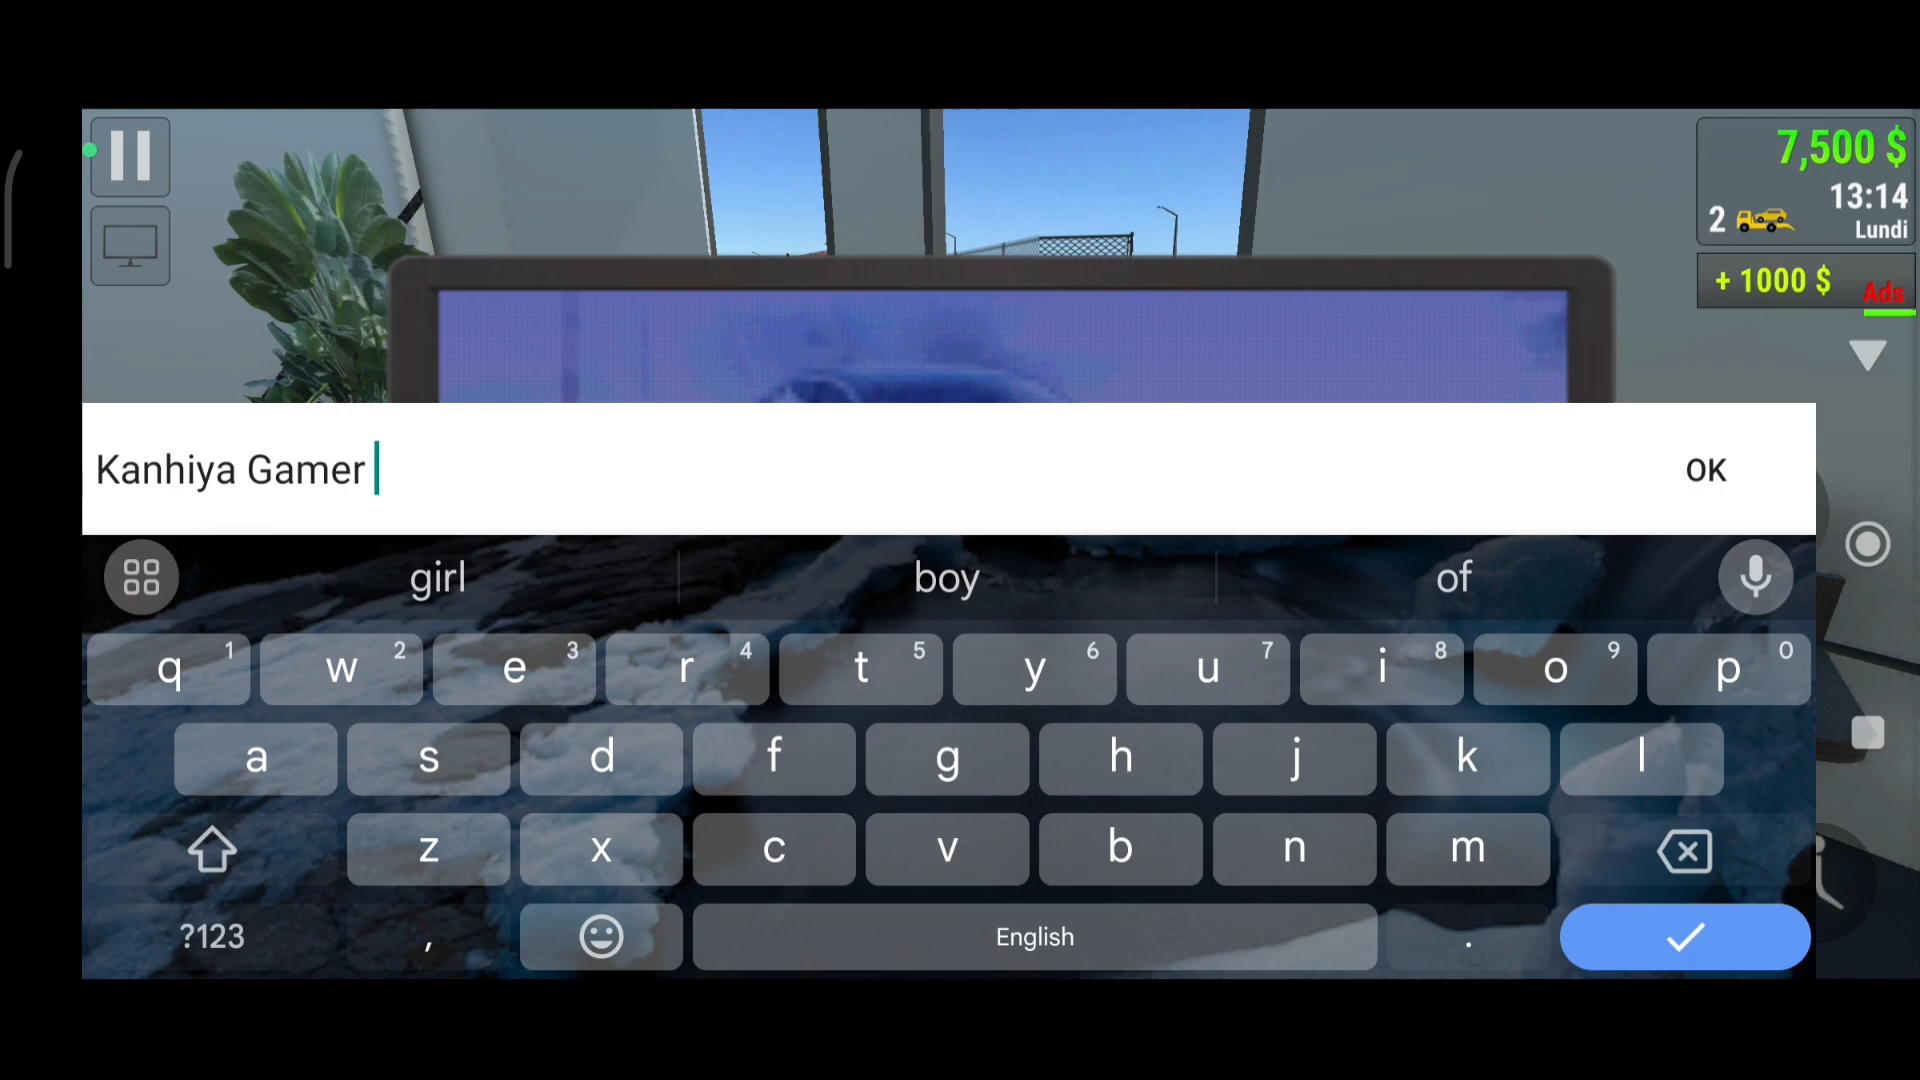 7,500 $
13:14
2
Lundi
+ 1000 $
Ads
Kanhiya Gamer
OK
girl boy of
q 1 w 2 e 3 r 4 t 5 y 6 u 7 i 8 o 9 p 0
a s d f g h j k l
z x c v b n m
?123 , English .